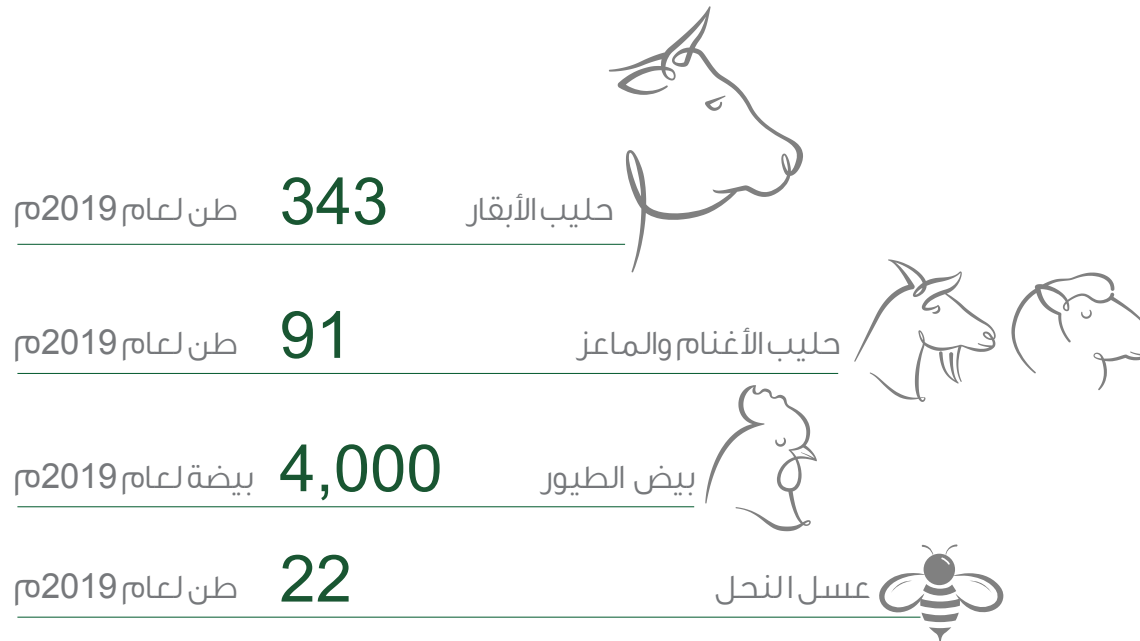 حليب الأبقار 343 طن لعام 2019م
حليب الأغنام والماعز 91 طن لعام 2019م
بيض الطيور 4,000 بيضة لعام 2019م
عسل النحل 22 طن لعام 2019م